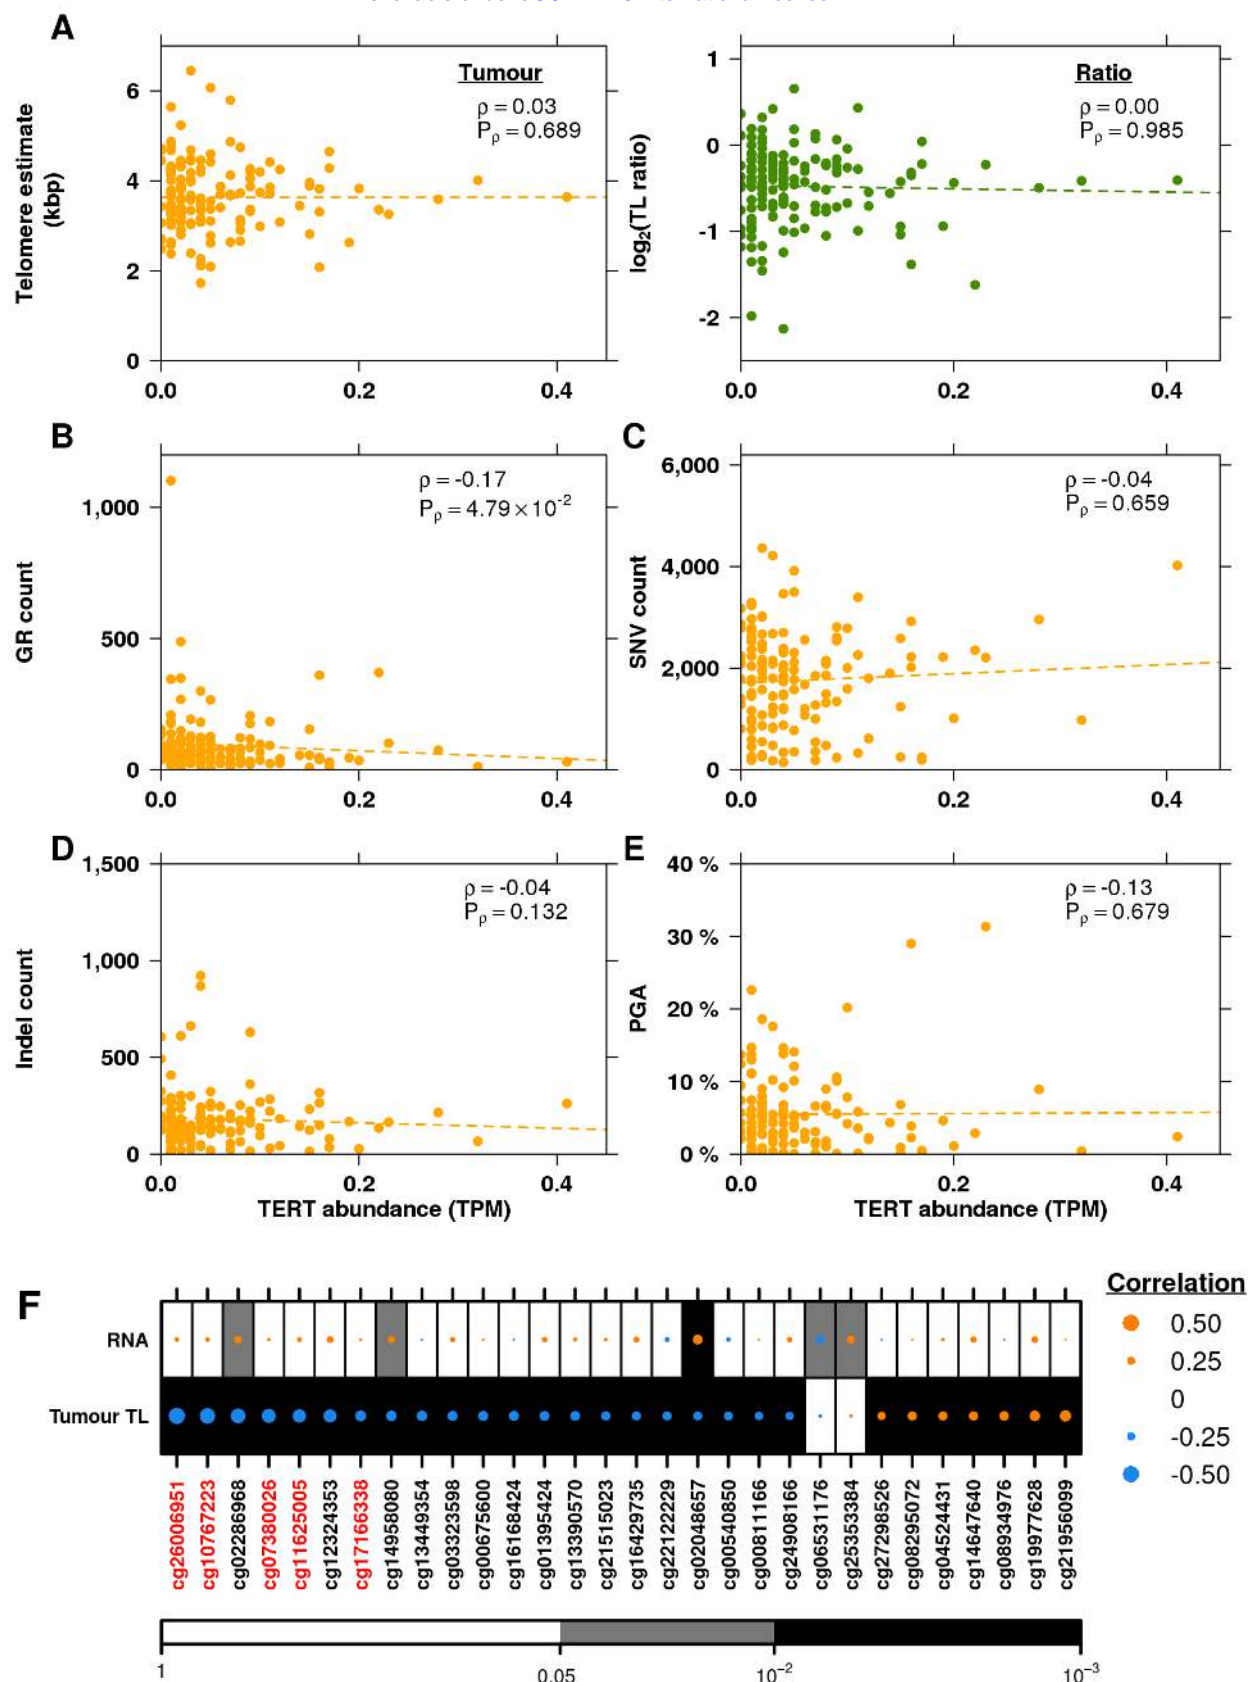 A
Tumour
ρ = 0.03
Pρ = 0.689
Telomere estimate
(kbp)
6
4
2
0
0.0
0.2
0.4
Ratio
ρ = 0.00
Pρ = 0.985
log2(TL ratio)
1
0
-1
-2
0.0
0.2
0.4
B
ρ = -0.17
Pρ = 4.79×10-2
GR count
1,000
500
0
0.0
0.2
0.4
C
ρ = -0.04
Pρ = 0.659
SNV count
6,000
4,000
2,000
0
0.0
0.2
0.4
D
ρ = -0.04
Pρ = 0.132
Indel count
1,500
1,000
500
0
0.0
0.2
0.4
TERT abundance (TPM)
E
ρ = -0.13
Pρ = 0.679
PGA
40 %
30 %
20 %
10 %
0 %
0.0
0.2
0.4
TERT abundance (TPM)
F
RNA
Tumour TL
cg26006951
cg10767223
cg02286968
cg07380026
cg11625005
cg12324353
cg17166338
cg14958080
cg13449354
cg03323598
cg00675600
cg16168424
cg01395424
cg13390570
cg21515023
cg16429735
cg22122229
cg02048657
cg00540850
cg00811166
cg24908166
cg06531176
cg25353384
cg27298526
cg08295072
cg04524431
cg14647640
cg08934976
cg19977628
cg21956099
Correlation
0.50
0.25
0
-0.25
-0.50
1
0.05
10-2
10-3